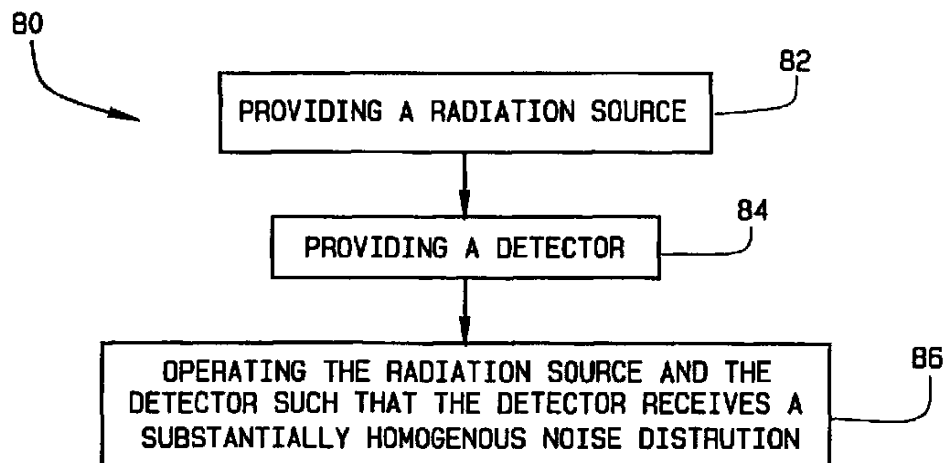 80
PROVIDING A RADIATION SOURCE
82
PROVIDING A DETECTOR
84
OPERATING THE RADIATION SOURCE AND THE
DETECTOR SUCH THAT THE DETECTOR RECEIVES A
SUBSTANTIALLY HOMOGENOUS NOISE DISTRUTION
86